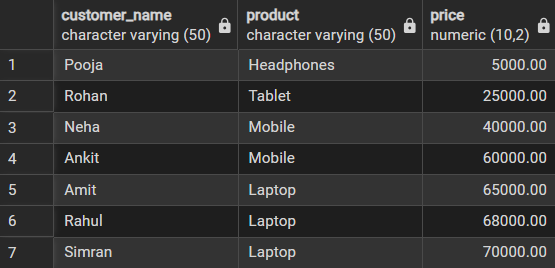 customer_name product price
character varying (50) character varying (50) numeric (10,2)
1 Pooja Headphones 5000.00
2 Rohan Tablet 25000.00
3 Neha Mobile 40000.00
4 Ankit Mobile 60000.00
5 Amit Laptop 65000.00
6 Rahul Laptop 68000.00
7 Simran Laptop 70000.00